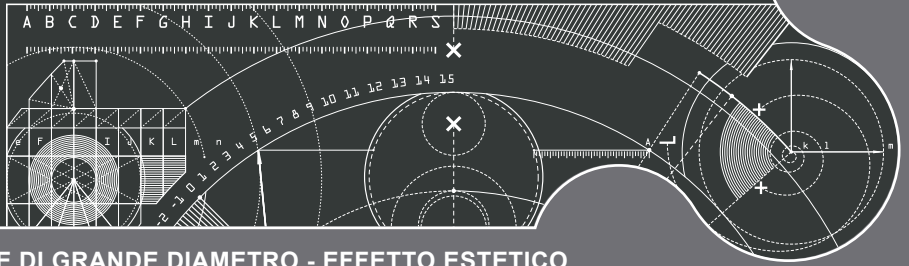 A B C D E F G H I J K L M N O P Q R S
-2 -1 0 1 2 3 4 5 6 7 8 9 10 11 12 13 14 15
e F I J K L m n
A
k l m
E DI GRANDE DIAMETRO - EFFETTO ESTETICO